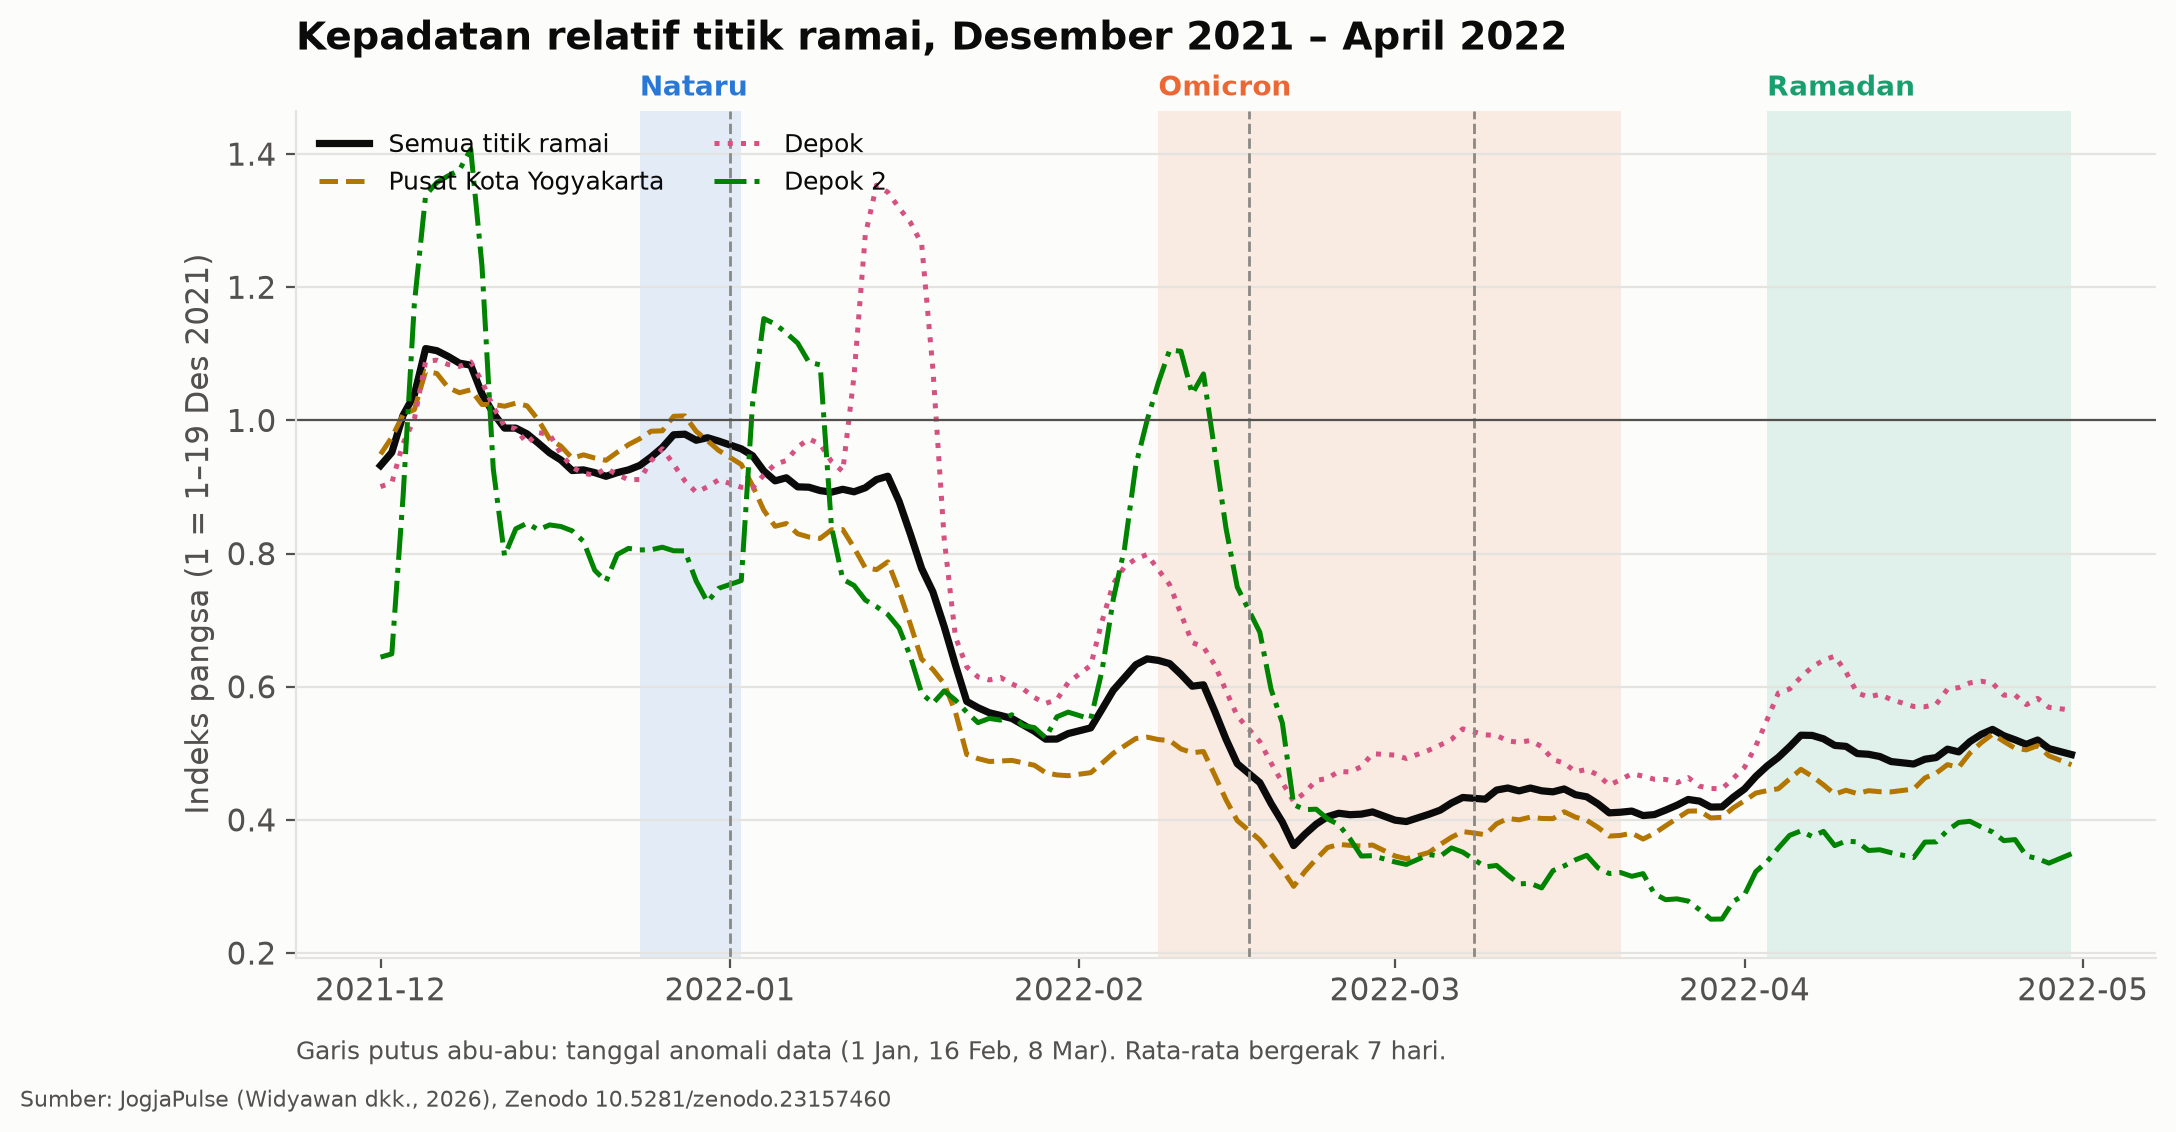 Kepadatan relatif titik ramai, Desember 2021 – April 2022
Nataru
Omicron
Ramadan
Semua titik ramai
Pusat Kota Yogyakarta
Depok
Depok 2
Indeks pangsa (1 = 1–19 Des 2021)
1.4
1.2
1.0
0.8
0.6
0.4
0.2
2021-12
2022-01
2022-02
2022-03
2022-04
2022-05
Garis putus abu-abu: tanggal anomali data (1 Jan, 16 Feb, 8 Mar). Rata-rata bergerak 7 hari.
Sumber: JogjaPulse (Widyawan dkk., 2026), Zenodo 10.5281/zenodo.23157460